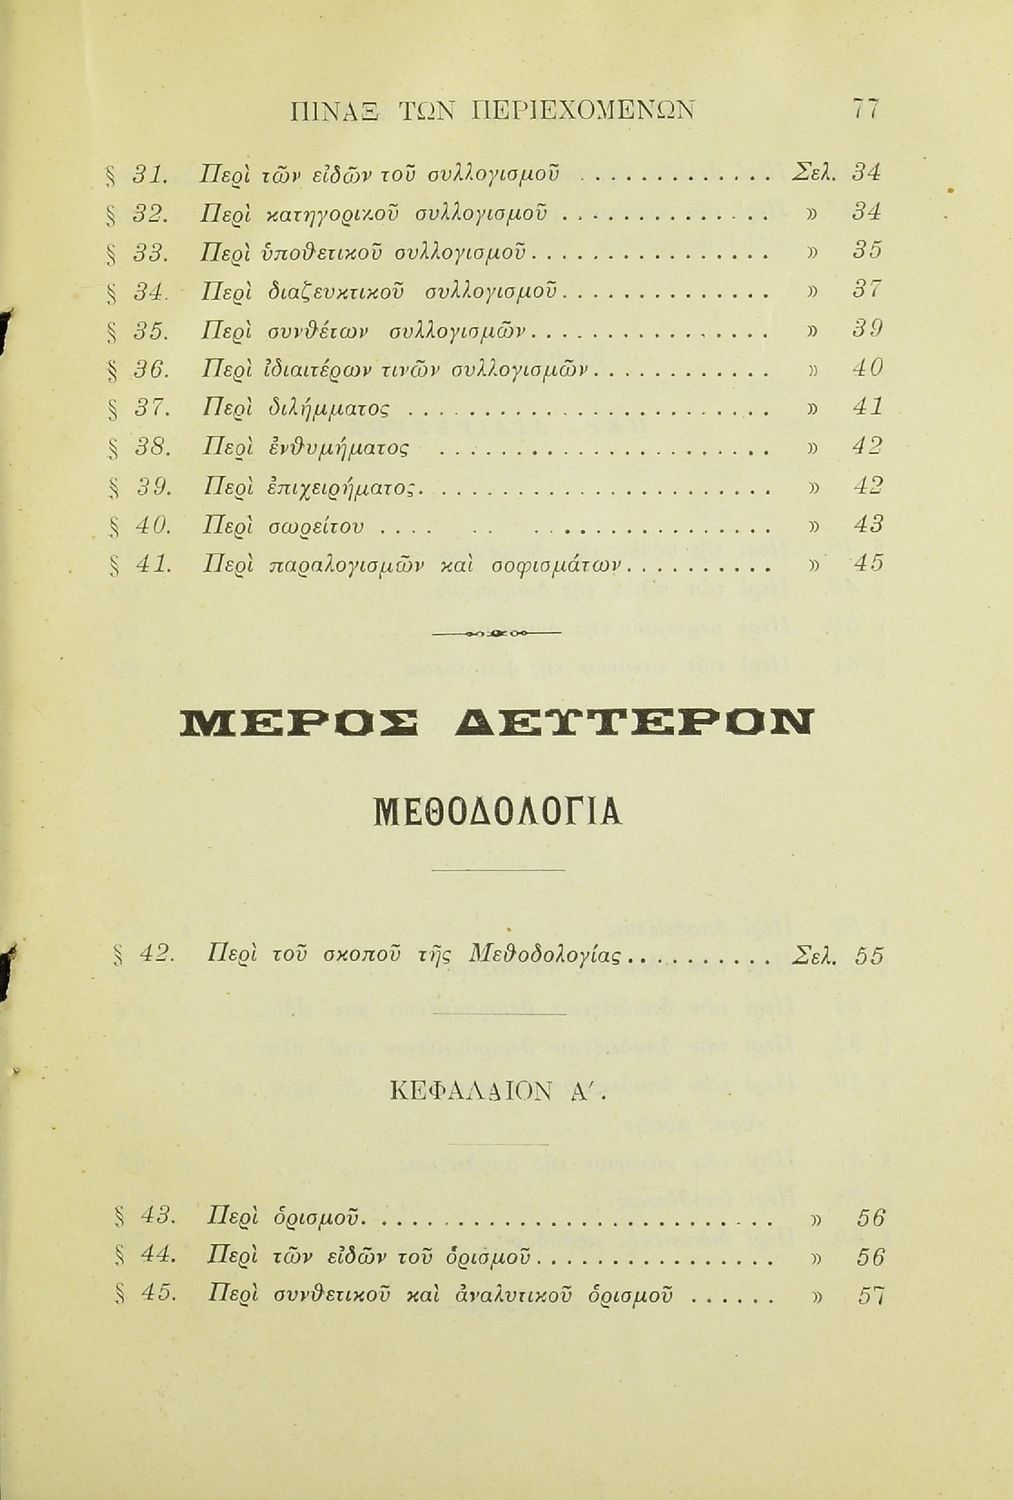 ΠΙΝΑΞ ΤΩΝ ΠΕΡΙΕΧΟΜΕΝΩΝ 77
§ 31. Περὶ τῶν εἰδῶν τοῦ συλλογισμοῦ ............. Σελ. 34
§ 32. Περὶ κατηγορικοῦ συλλογισμοῦ .............. » 34
§ 33. Περὶ ὑποθετικοῦ συλλογισμοῦ................ » 35
§ 34. Περὶ διαζευκτικοῦ συλλογισμοῦ.............. » 37
§ 35. Περὶ συνθέτων συλλογισμῶν................ » 39
§ 36. Περὶ ἰδιαιτέρων τινῶν συλλογισμῶν............ » 40
§ 37. Περὶ διλήμματος ........................ » 41
§ 38. Περὶ ἐνθυμήματος ...................... » 42
§ 39. Περὶ ἐπιχειρήματος....................... » 42
§ 40. Περὶ σωρείτου .... .. ............... » 43
§ 41. Περὶ παραλογισμῶν καὶ σοφισμάτων.......... » 45
ΜΕΡΟΣ ΔΕΥΤΕΡΟΝ
ΜΕΘΟΔΟΛΟΓΙΑ
§ 42. Περὶ τοῦ σκοποῦ τῆς Μεθοδολογίας.......... Σελ. 55
ΚΕΦΑΛΑΙΟΝ Α′.
§ 43. Περὶ ὁρισμοῦ........................... » 56
§ 44. Περὶ τῶν εἰδῶν τοῦ ὁρισμοῦ................ » 56
§ 45. Περὶ συνθετικοῦ καὶ ἀναλυτικοῦ ὁρισμοῦ ...... » 57